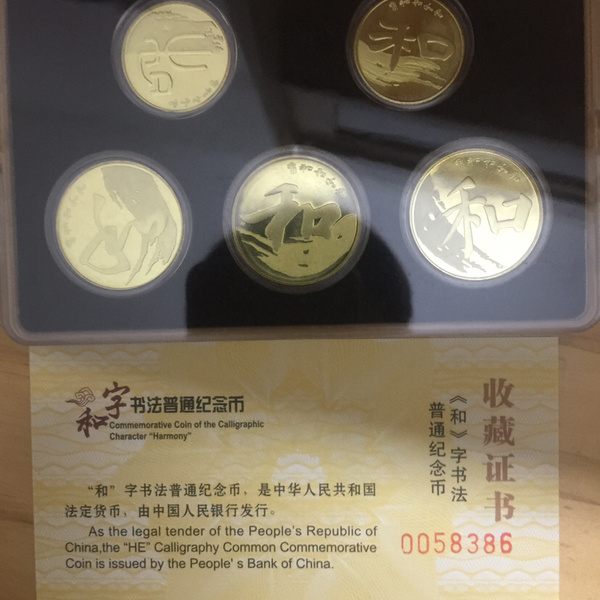 和
和
和
和字书法普通纪念币
Commemorative Coin of the Calligraphic
Character "Harmony"
“和”字书法普通纪念币，是中华人民共和国
法定货币，由中国人民银行发行。
As the legal tender of the People's Republic of
China,the “HE” Calligraphy Common Commemorative
Coin is issued by the People' s Bank of China.
收藏证书
《和》字书法
普通纪念币
0058386